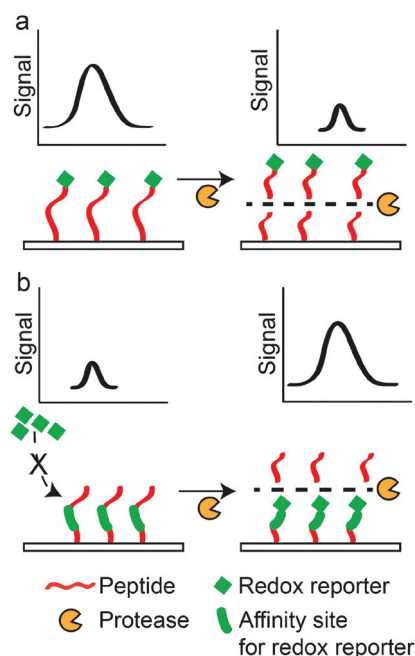 a
Signal
Signal
b
Signal
Signal
X
Peptide
Redox reporter
Protease
Affinity site
for redox reporter